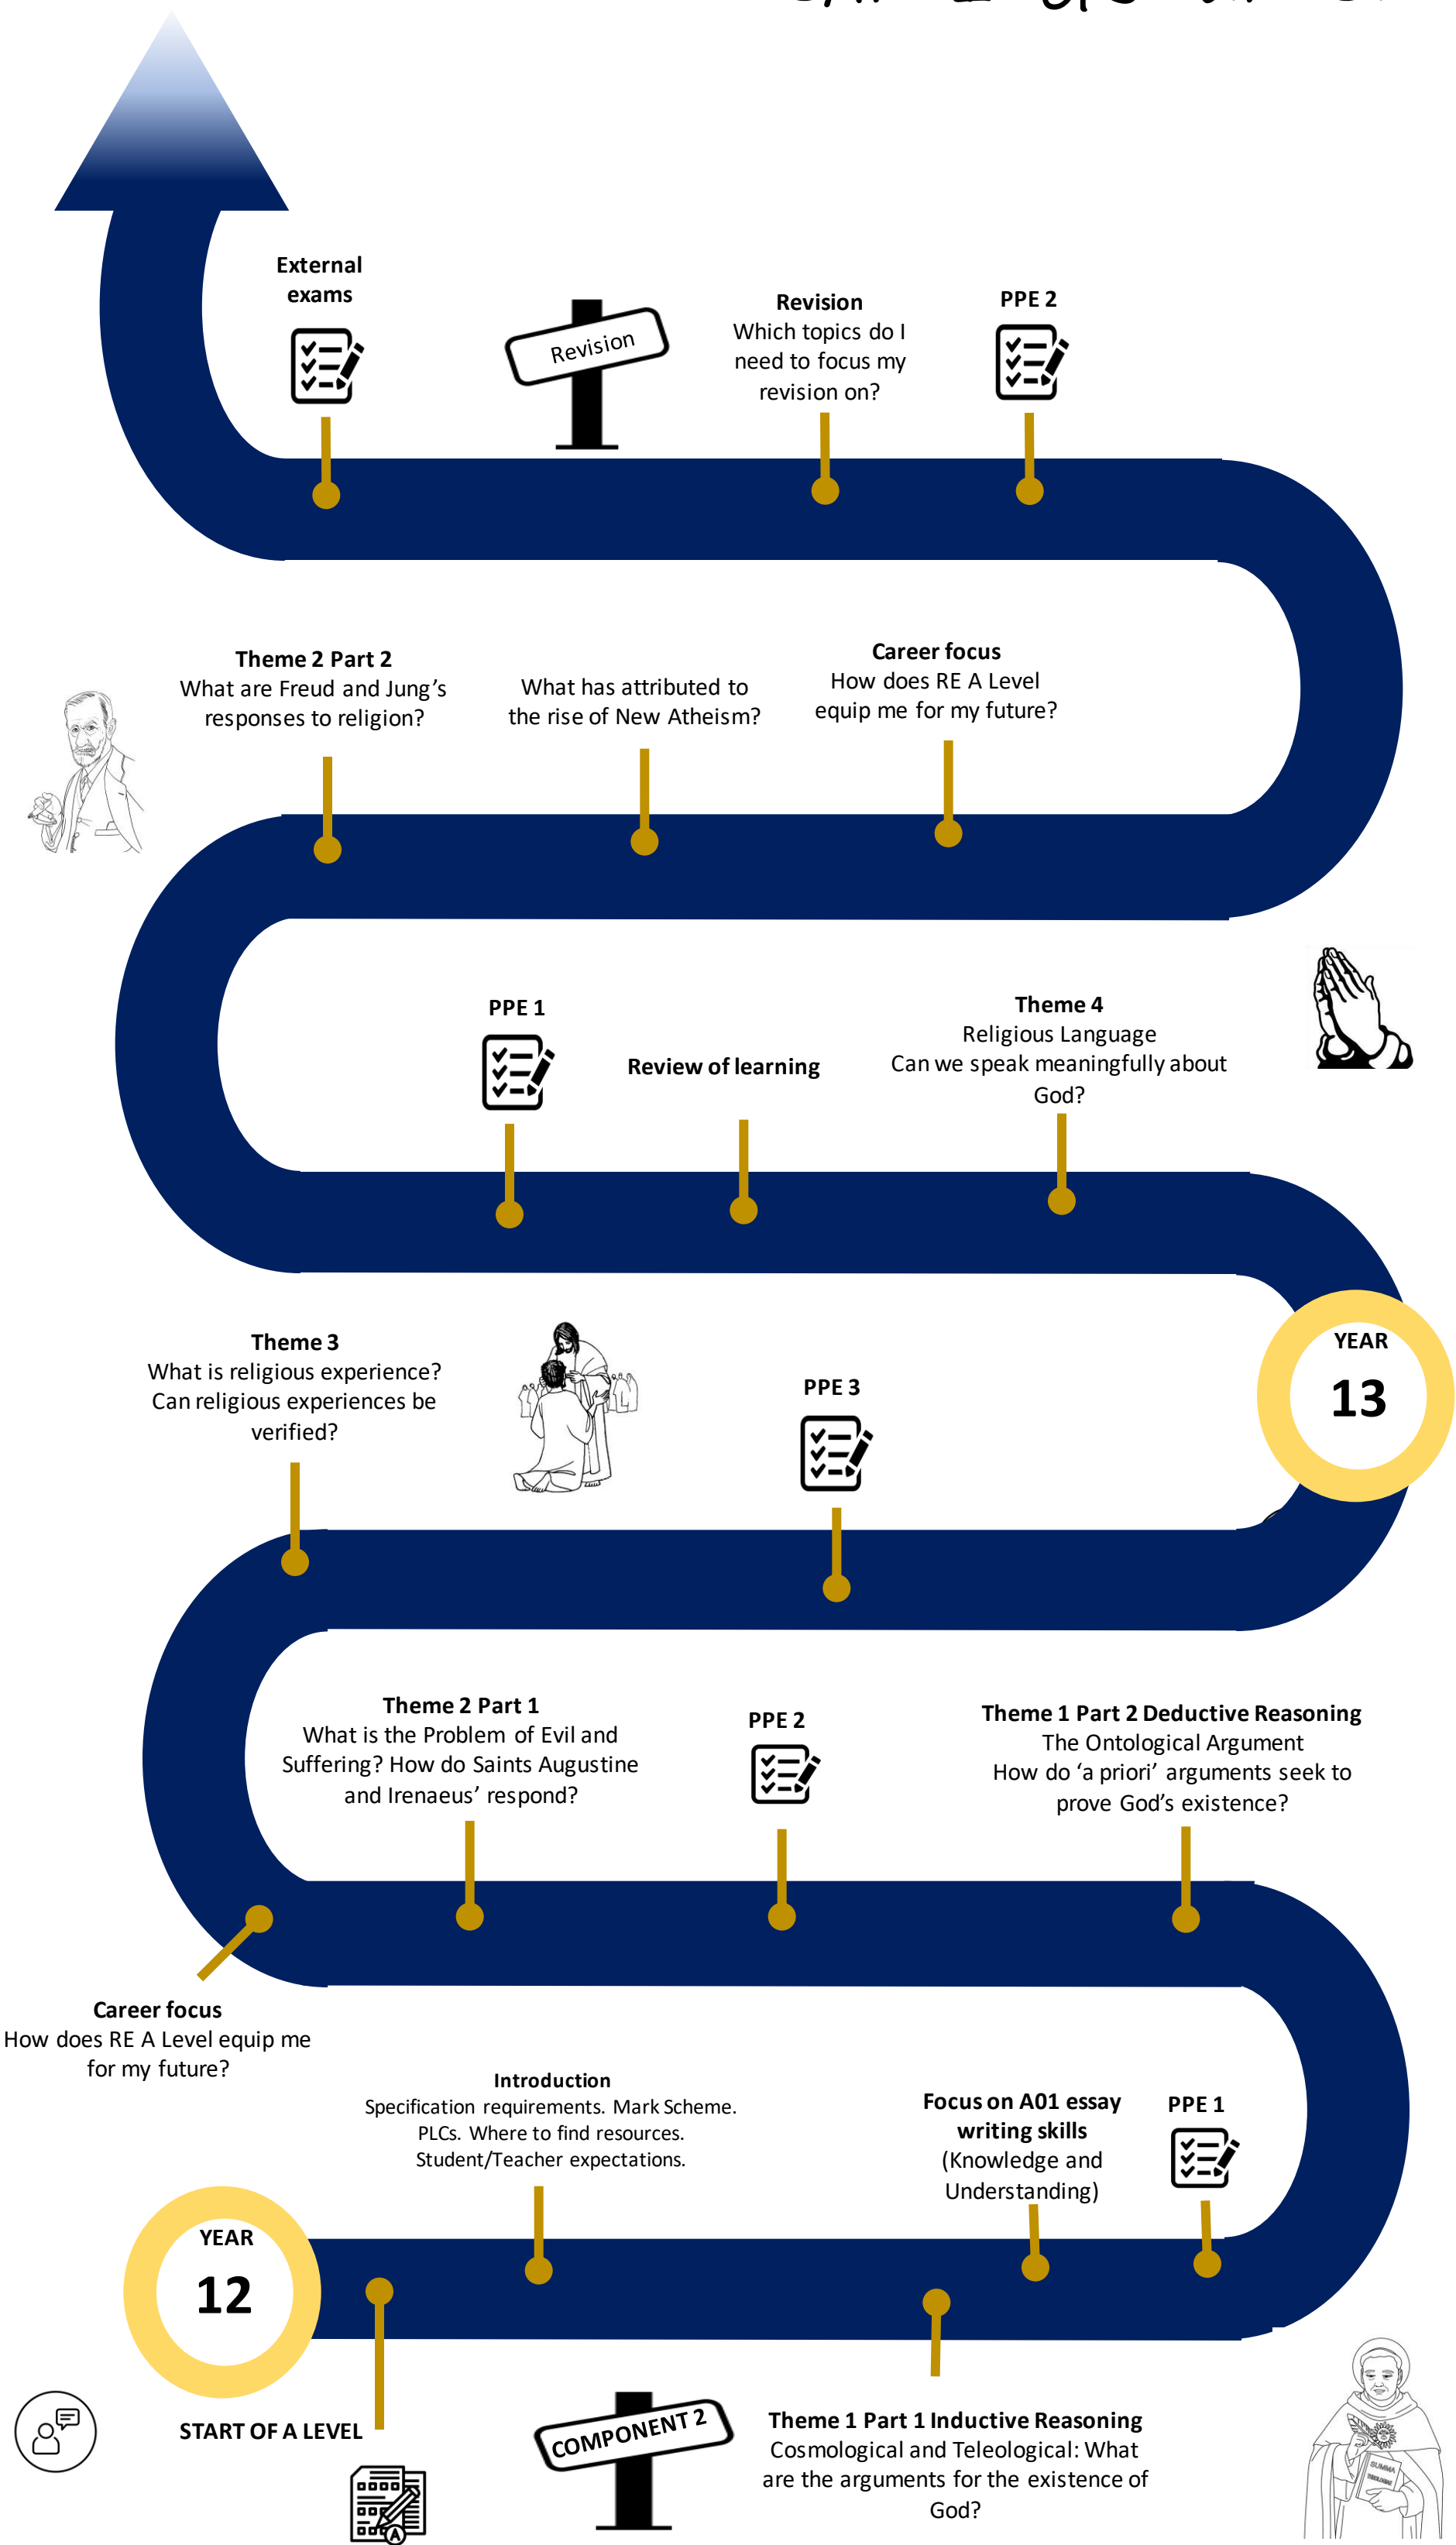 External
exams
Revision
Revision
Which topics do I
need to focus my
revision on?
PPE 2
Theme 2 Part 2
What are Freud and Jung's
responses to religion?
What has attributed to
the rise of New Atheism?
Career focus
How does RE A Level
equip me for my future?
PPE 1
Review of learning
Theme 4
Religious Language
Can we speak meaningfully about
God?
YEAR
13
Theme 3
What is religious experience?
Can religious experiences be
verified?
PPE 3
Theme 2 Part 1
What is the Problem of Evil and
Suffering? How do Saints Augustine
and Irenaeus' respond?
PPE 2
Theme 1 Part 2 Deductive Reasoning
The Ontological Argument
How do 'a priori' arguments seek to
prove God's existence?
Career focus
How does RE A Level equip me
for my future?
Introduction
Specification requirements. Mark Scheme.
PLCs. Where to find resources.
Student/Teacher expectations.
Focus on A01 essay
writing skills
(Knowledge and
Understanding)
PPE 1
YEAR
12
START OF A LEVEL
A
COMPONENT 2
Theme 1 Part 1 Inductive Reasoning
Cosmological and Teleological: What
are the arguments for the existence of
God?
SUMMA